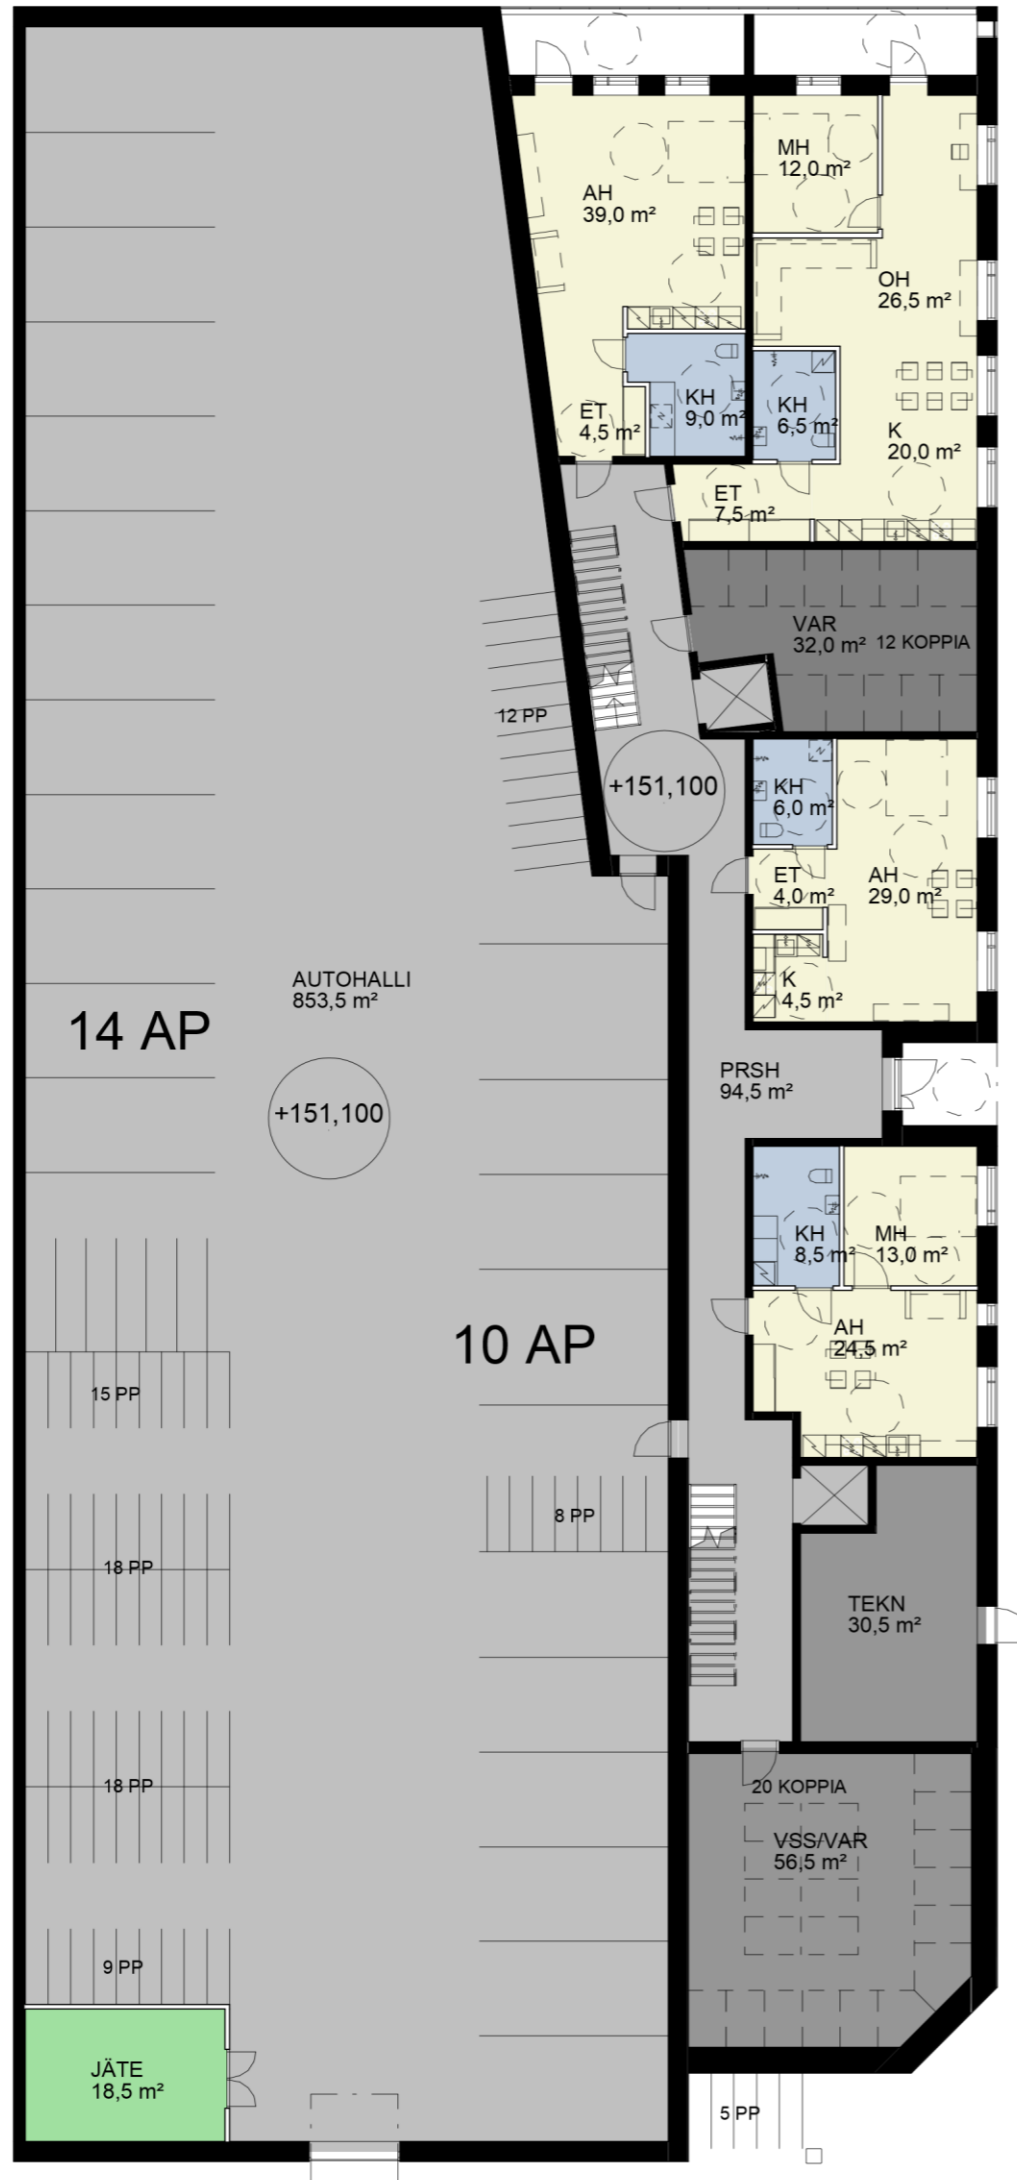 AH
39,0 m²
MH
12,0 m²
OH
26,5 m²
KH
9,0 m²
KH
6,5 m²
ET
4,5 m²
K
20,0 m²
ET
7,5 m²
VAR
32,0 m²
12 KOPPIA
12 PP
+151,100
KH
6,0 m²
ET
4,0 m²
AH
29,0 m²
K
4,5 m²
AUTOHALLI
853,5 m²
14 AP
+151,100
PRSH
94,5 m²
KH
8,5 m²
MH
13,0 m²
AH
24,5 m²
10 AP
15 PP
8 PP
18 PP
TEKN
30,5 m²
18 PP
20 KOPPIA
VSS/VAR
56,5 m²
9 PP
JÄTE
18,5 m²
5 PP